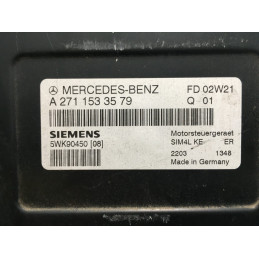 MERCEDES-BENZ FD 02W21
A 271 153 35 79 Q 01
SIEMENS Motorsteuergeraet
5WK90450 [08] SIM4L KE ER
2203 1348
Made in Germany